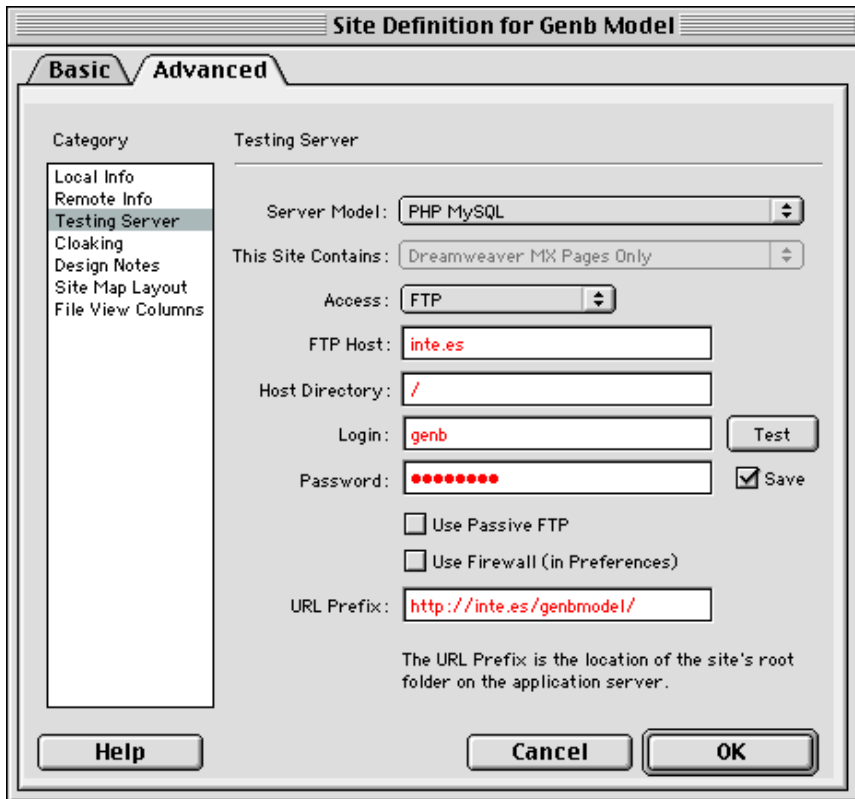 Site Definition for Genb Model
Basic
Advanced
Category
Local Info
Remote Info
Testing Server
Cloaking
Design Notes
Site Map Layout
File View Columns
Testing Server
Server Model: PHP MySQL
This Site Contains: Dreamweaver MX Pages Only
Access: FTP
FTP Host: inte.es
Host Directory: /
Login: genb
Test
Password: ●●●●●●●●
Save
Use Passive FTP
Use Firewall (in Preferences)
URL Prefix: http://inte.es/genbmodel/
The URL Prefix is the location of the site's root
folder on the application server.
Help
Cancel
OK